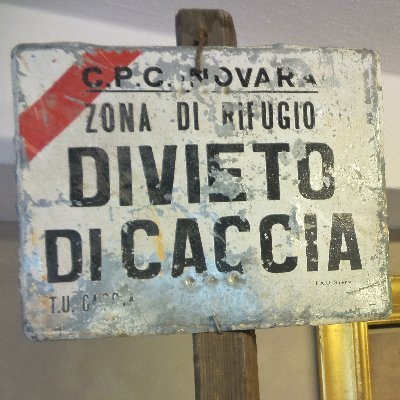 C.P.C. NOVARA
ZONA DI RIFUGIO
DIVIETO
DI CACCIA
T.U.